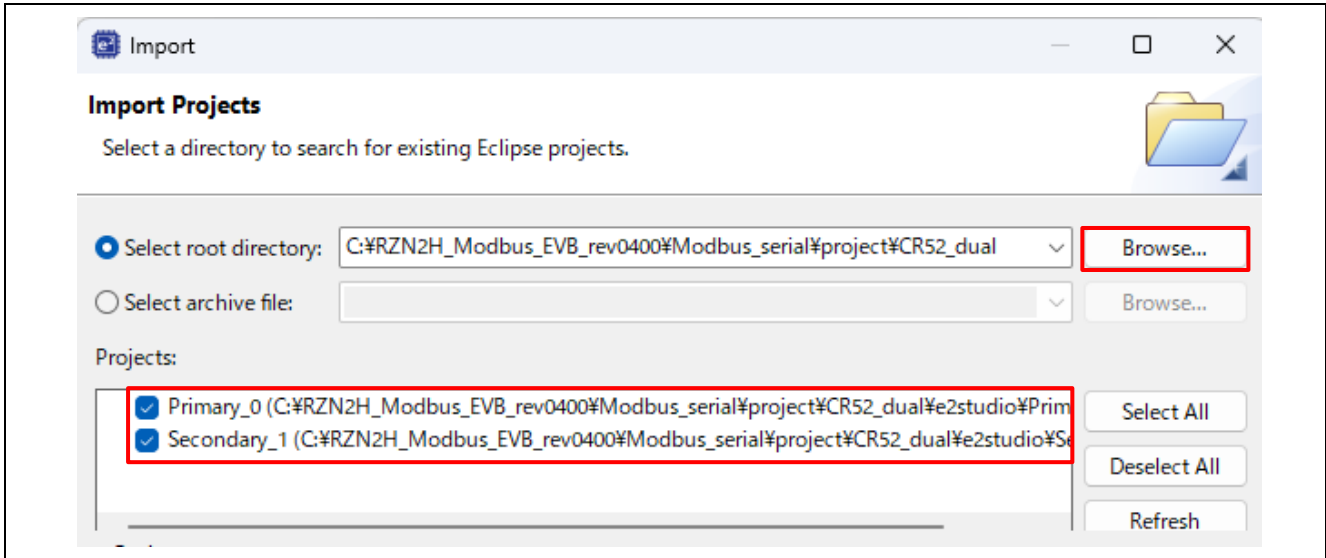 Import
Import Projects
Select a directory to search for existing Eclipse projects.
Select root directory: C:¥RZN2H_Modbus_EVB_rev0400¥Modbus_serial¥project¥CR52_dual Browse...
Select archive file: Browse...
Projects:
Primary_0 (C:¥RZN2H_Modbus_EVB_rev0400¥Modbus_serial¥project¥CR52_dual¥e2studio¥Prim
Select All
Secondary_1 (C:¥RZN2H_Modbus_EVB_rev0400¥Modbus_serial¥project¥CR52_dual¥e2studio¥Se
Deselect All
Refresh